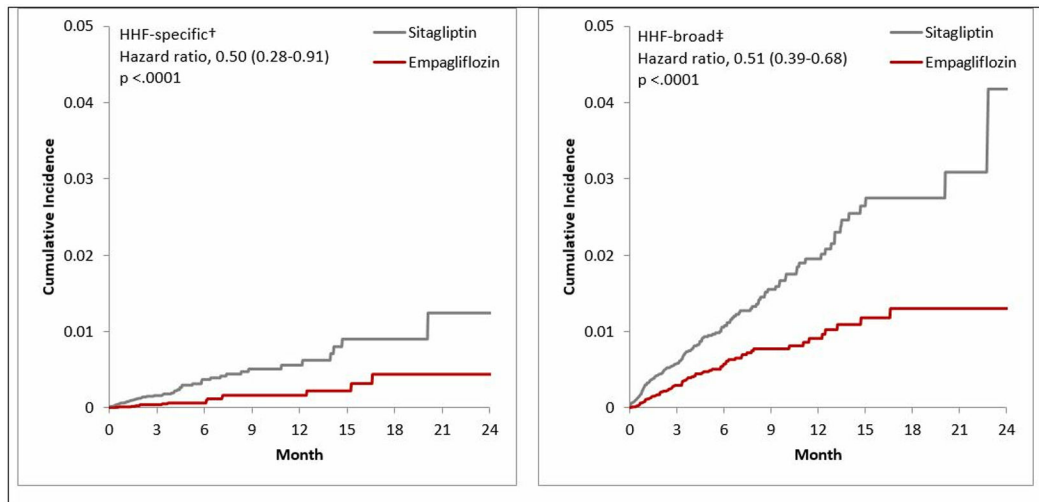 HHF-specific†
Hazard ratio, 0.50 (0.28-0.91)
p <.0001
Sitagliptin
Empagliflozin
0.05
0.04
0.03
0.02
0.01
0
Cumulative Incidence
0 3 6 9 12 15 18 21 24
Month
HHF-broad‡
Hazard ratio, 0.51 (0.39-0.68)
p <.0001
Sitagliptin
Empagliflozin
0.05
0.04
0.03
0.02
0.01
0
Cumulative Incidence
0 3 6 9 12 15 18 21 24
Month